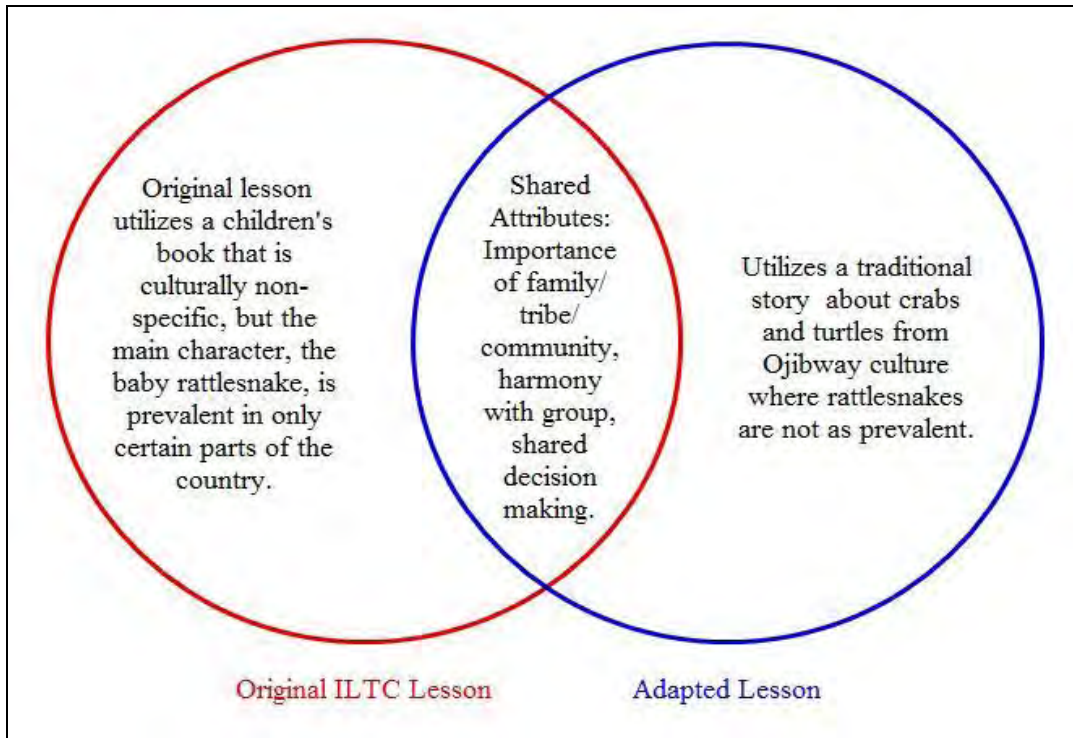 Original lesson
utilizes a children's
book that is
culturally non-
specific, but the
main character, the
baby rattlesnake, is
prevalent in only
certain parts of the
country.
Shared
Attributes:
Importance
of family/
tribe/
community,
harmony
with group,
shared
decision
making.
Utilizes a traditional
story about crabs
and turtles from
Ojibway culture
where rattlesnakes
are not as prevalent.
Original ILTC Lesson
Adapted Lesson